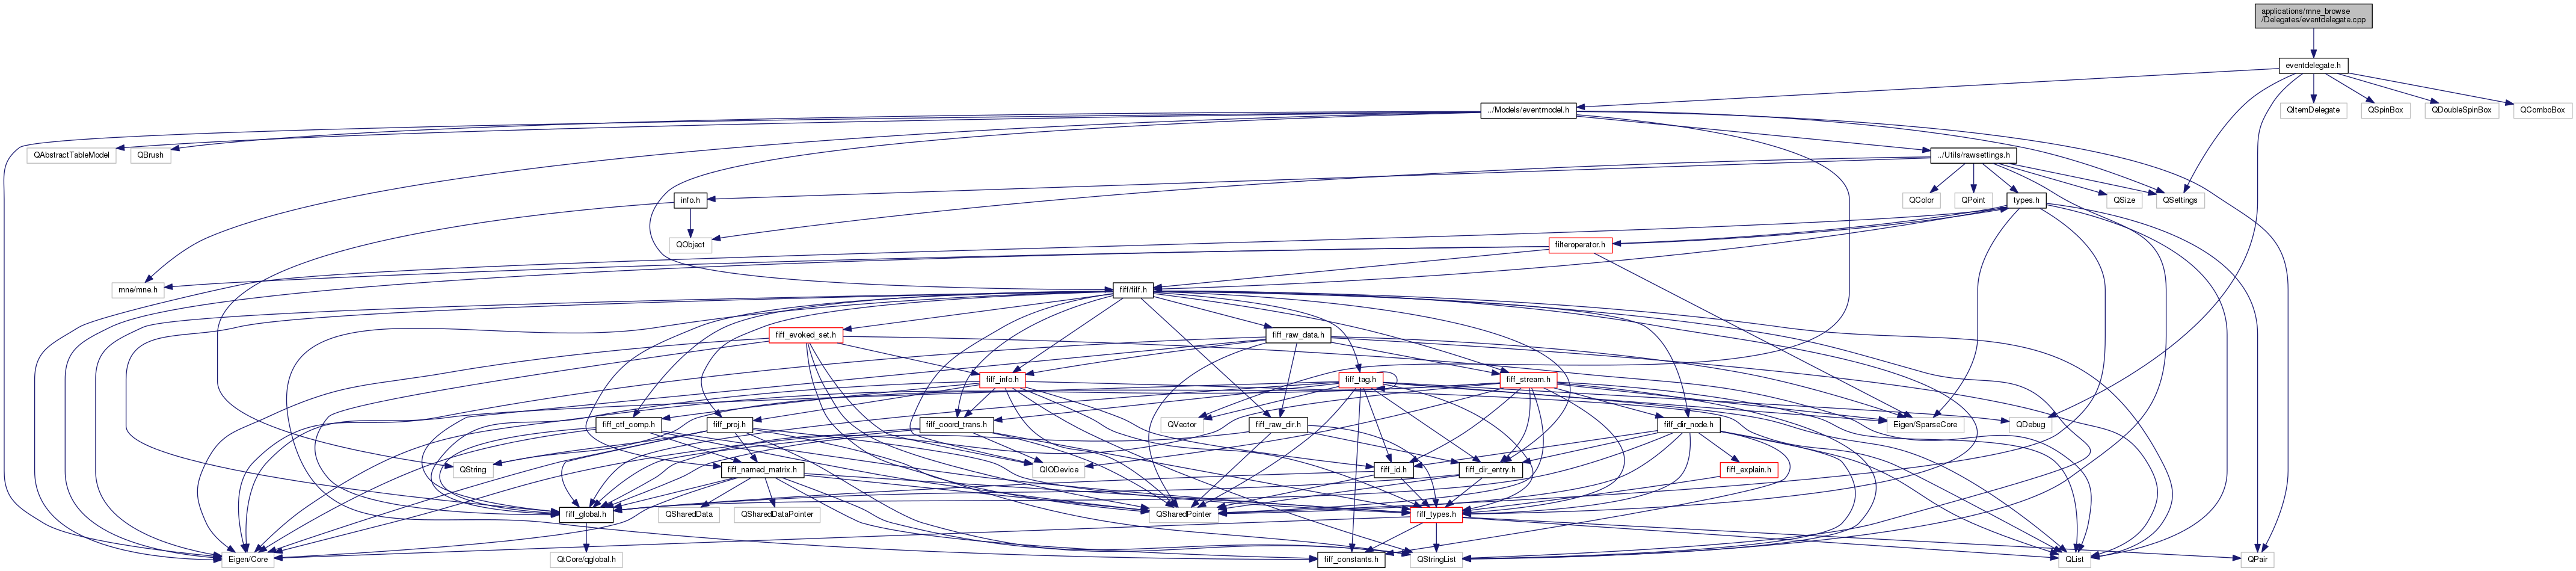 applications/mne_browse
/Delegates/eventdelegate.cpp
eventdelegate.h
../Models/eventmodel.h
QItemDelegate
QSpinBox
QDoubleSpinBox
QComboBox
QAbstractTableModel
QBrush
../Utils/rawsettings.h
info.h
QColor
QPoint
types.h
QSize
QSettings
QObject
filteroperator.h
mne/mne.h
fiff/fiff.h
fiff_evoked_set.h
fiff_raw_data.h
fiff_info.h
fiff_tag.h
fiff_stream.h
fiff_ctf_comp.h
fiff_proj.h
fiff_coord_trans.h
QVector
fiff_raw_dir.h
fiff_dir_node.h
Eigen/SparseCore
QDebug
QString
fiff_named_matrix.h
QIODevice
fiff_id.h
fiff_dir_entry.h
fiff_explain.h
fiff_global.h
QSharedData
QSharedDataPointer
QSharedPointer
fiff_types.h
Eigen/Core
QtCore/qglobal.h
fiff_constants.h
QStringList
QList
QPair